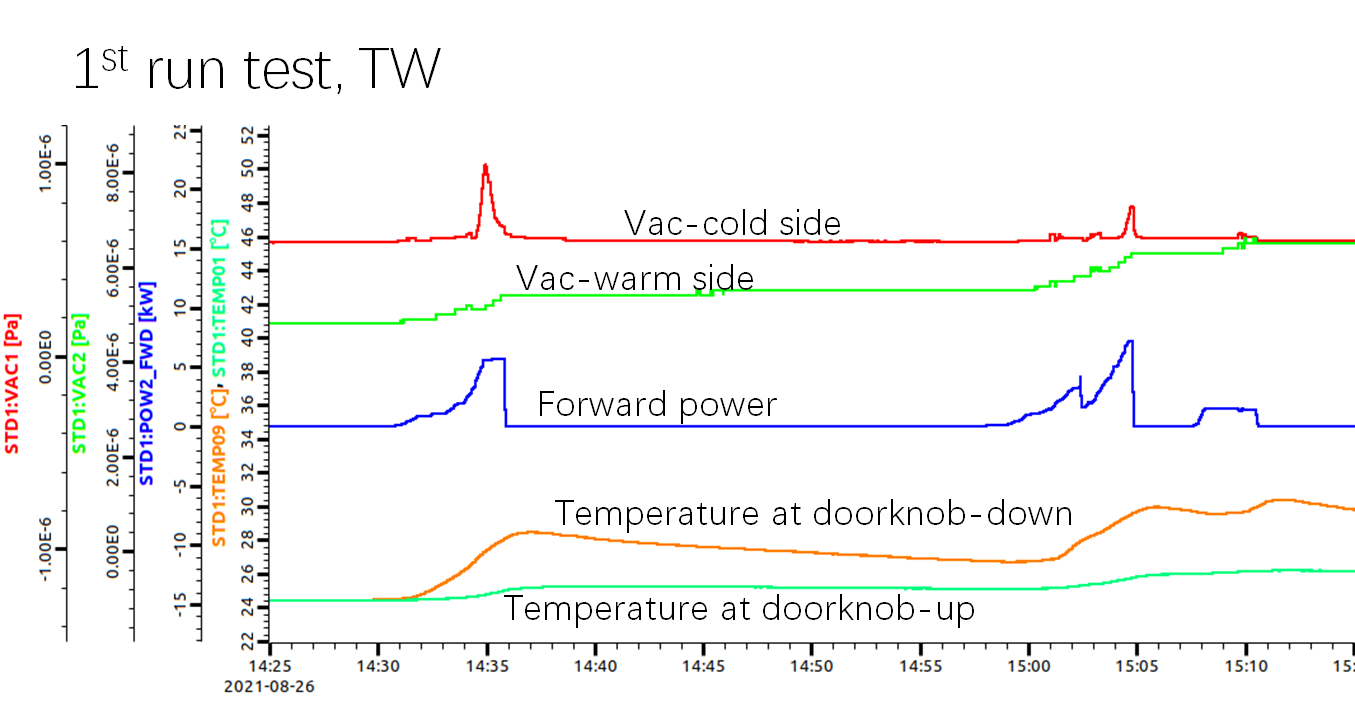 1st run test, TW
STD1:VAC1 [Pa]
1.00E-6
0.00E0
-1.00E-6
STD1:VAC2 [Pa]
8.00E-6
6.00E-6
4.00E-6
2.00E-6
0.00E0
STD1:POW2_FWD [kW]
20
15
10
5
0
-5
-10
-15
STD1:TEMP09 [°C], STD1:TEMP01 [°C]
52
50
48
46
44
42
40
38
36
34
32
30
28
26
24
22
Vac-cold side
Vac-warm side
Forward power
Temperature at doorknob-down
Temperature at doorknob-up
14:25 14:30 14:35 14:40 14:45 14:50 14:55 15:00 15:05 15:10
2021-08-26